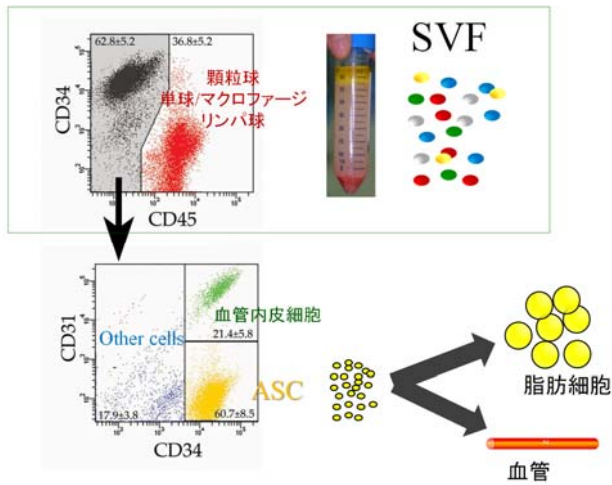 62.8±5.2
36.8±5.2
顆粒球
単球/マクロファージ
リンパ球
CD34
CD45
SVF
CD31
Other cells
血管内皮細胞
21.4±5.8
ASC
17.9±3.8
60.7±8.5
CD34
脂肪細胞
血管